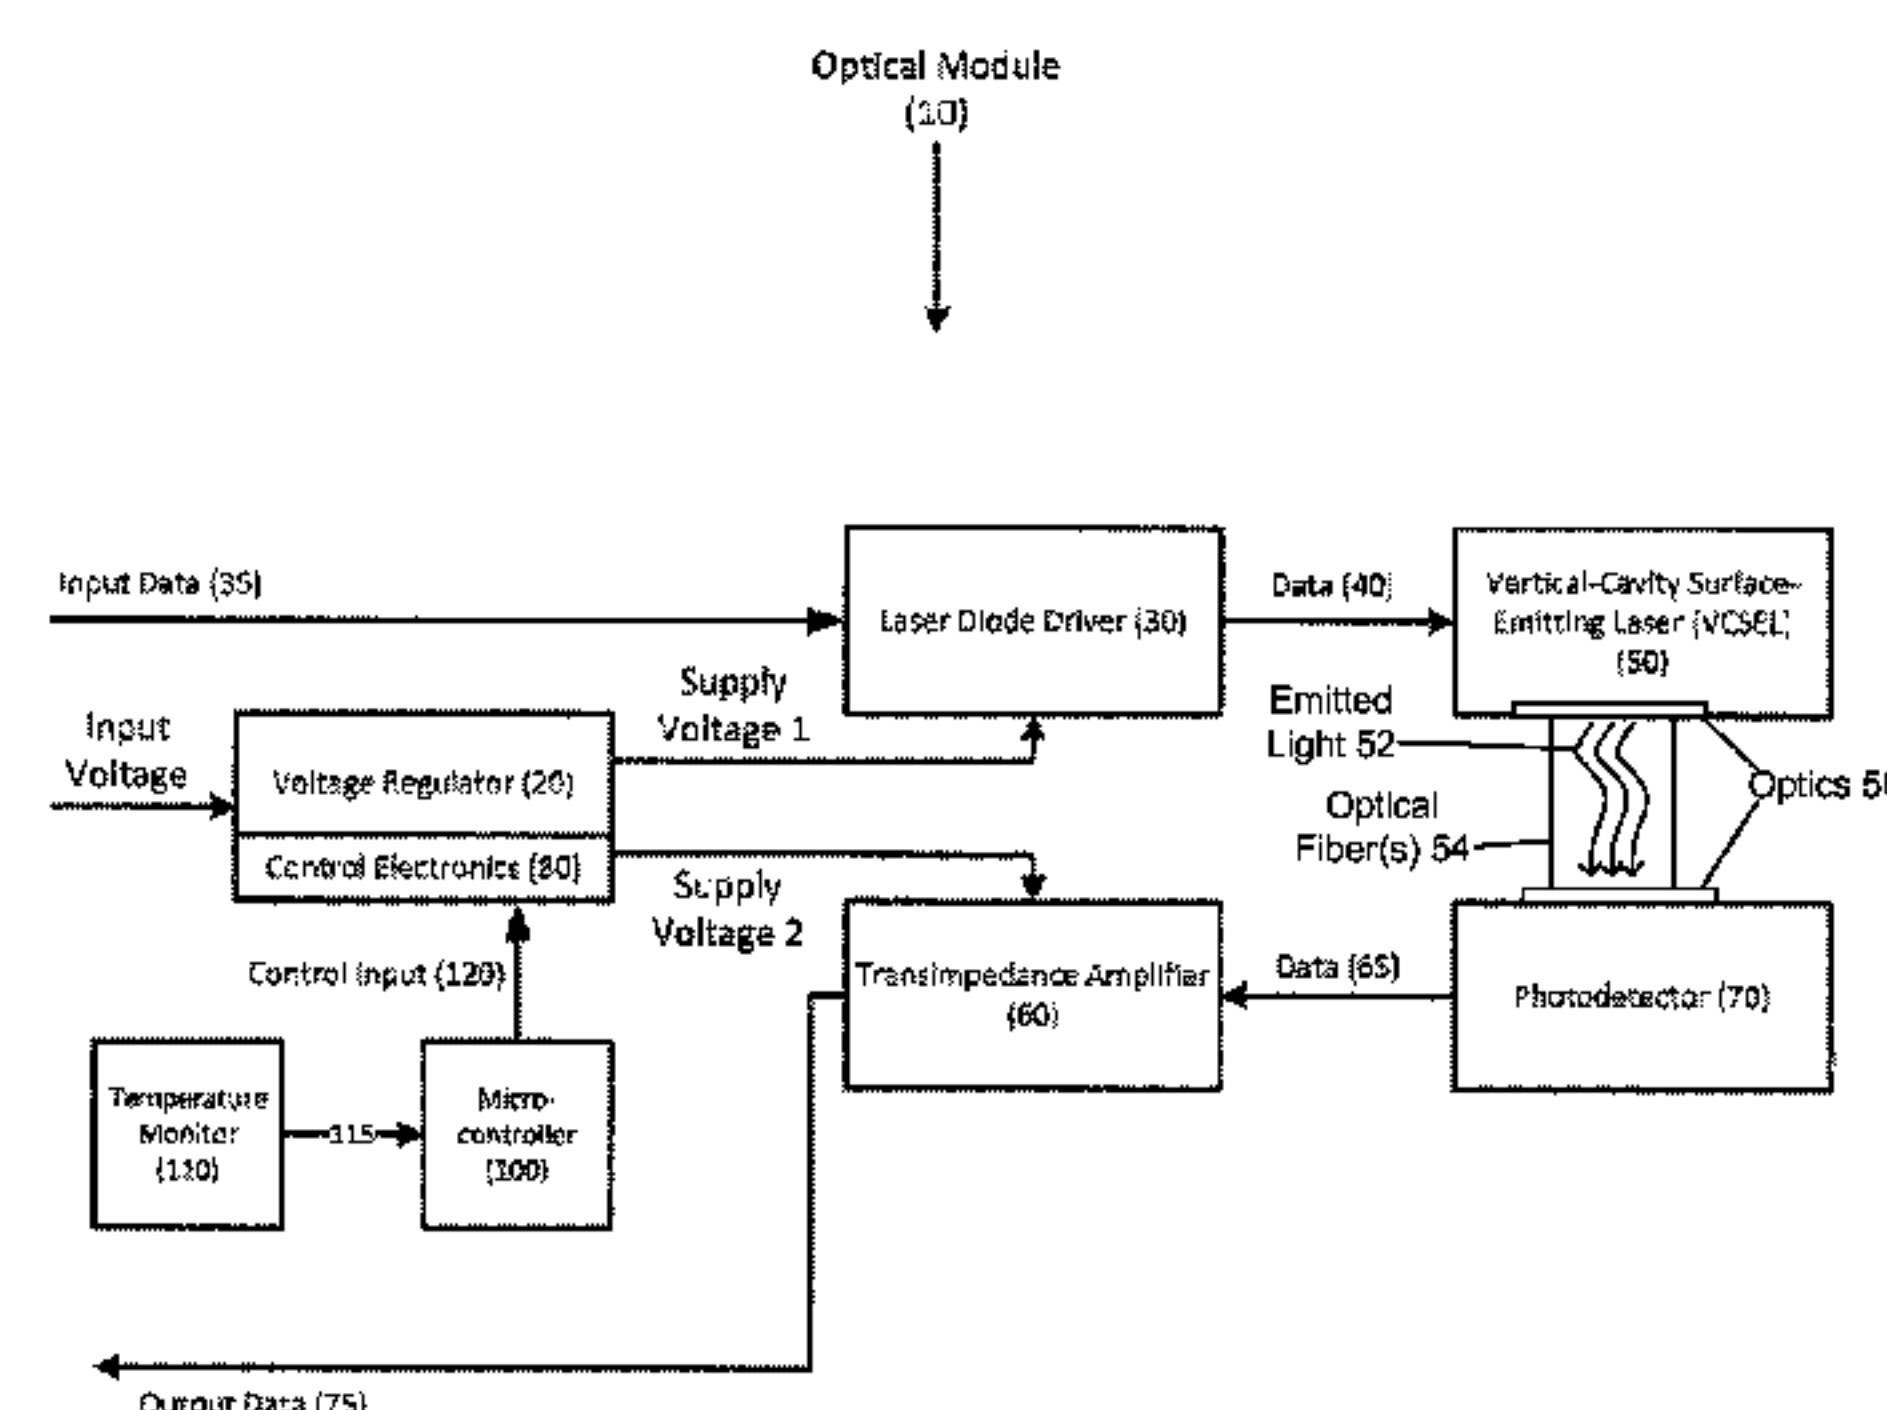 Optical Module
(10)
Input Data (35)
Laser Diode Driver (30)
Data (40)
Vertical-Cavity Surface-
Emitting Laser (VCSEL)
(50)
Supply
Voltage 1
Input
Voltage
Voltage Regulator (20)
Control Electronics (80)
Emitted
Light 52
Optical
Fiber(s) 54
Optics
Supply
Voltage 2
Control Input (120)
Transimpedance Amplifier
(60)
Data (65)
Photodetector (70)
Temperature
Monitor
(110)
115
Micro-
controller
(100)
Output Data (75)